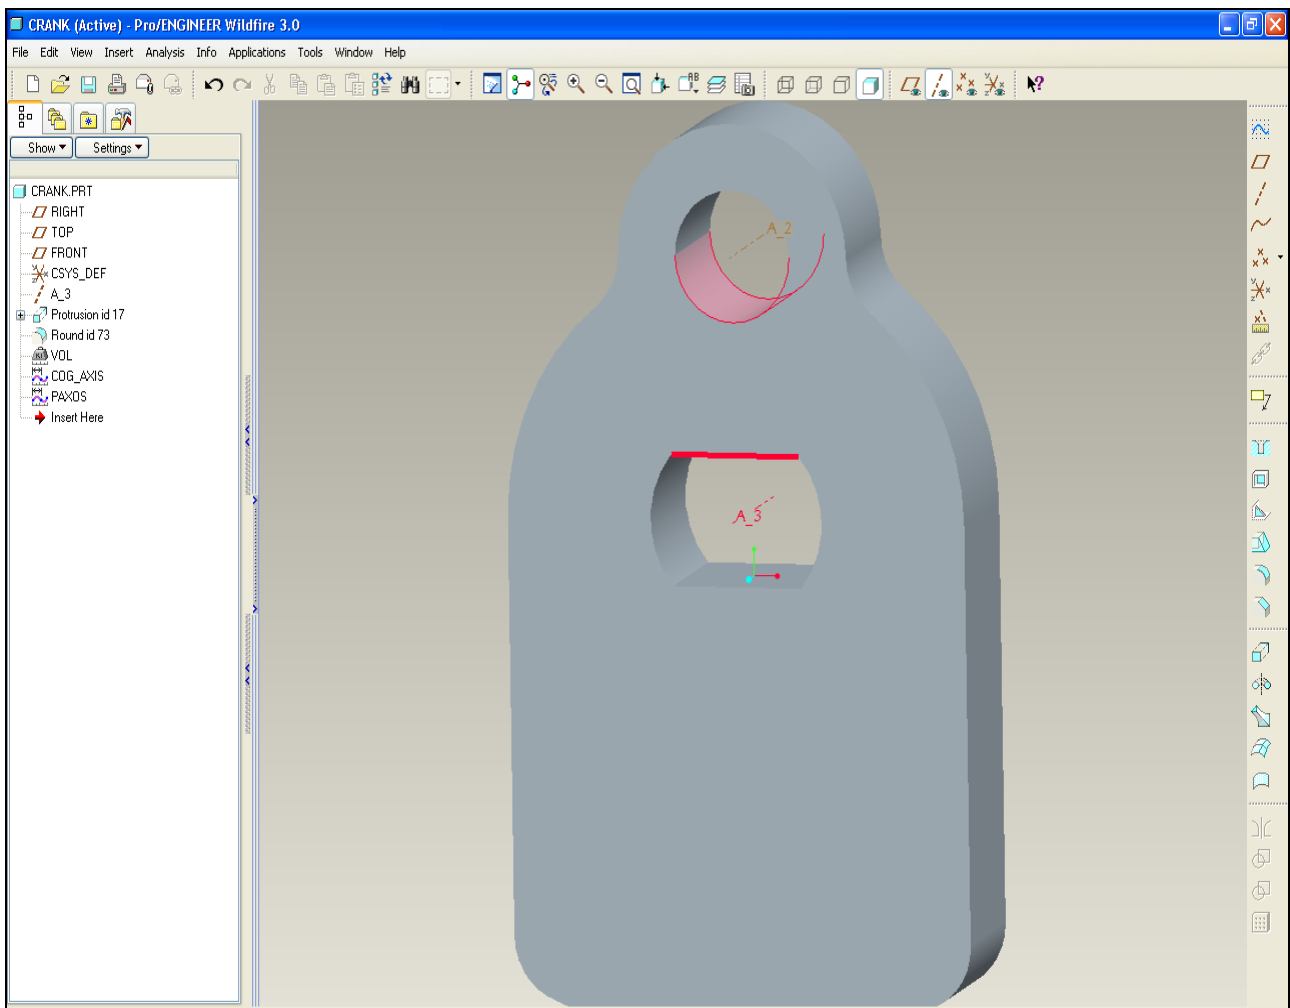 CRANK (Active) - Pro/ENGINEER Wildfire 3.0
File Edit View Insert Analysis Info Applications Tools Window Help
Show Settings
CRANK.PRT
RIGHT
TOP
FRONT
CSYS_DEF
A_3
Protrusion id 17
Round id 73
VOL
COG_AXIS
PAXOS
Insert Here
A_2
A_3